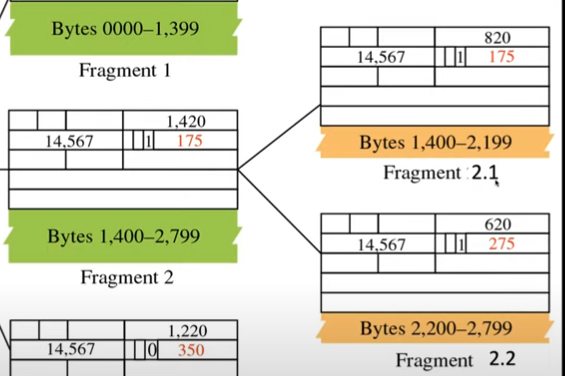 Bytes 0000–1,399
Fragment 1
1,420
14,567 1 175
Bytes 1,400–2,799
Fragment 2
1,220
14,567 0 350
820
14,567 1 175
Bytes 1,400–2,199
Fragment 2.1
620
14,567 1 275
Bytes 2,200–2,799
Fragment 2.2